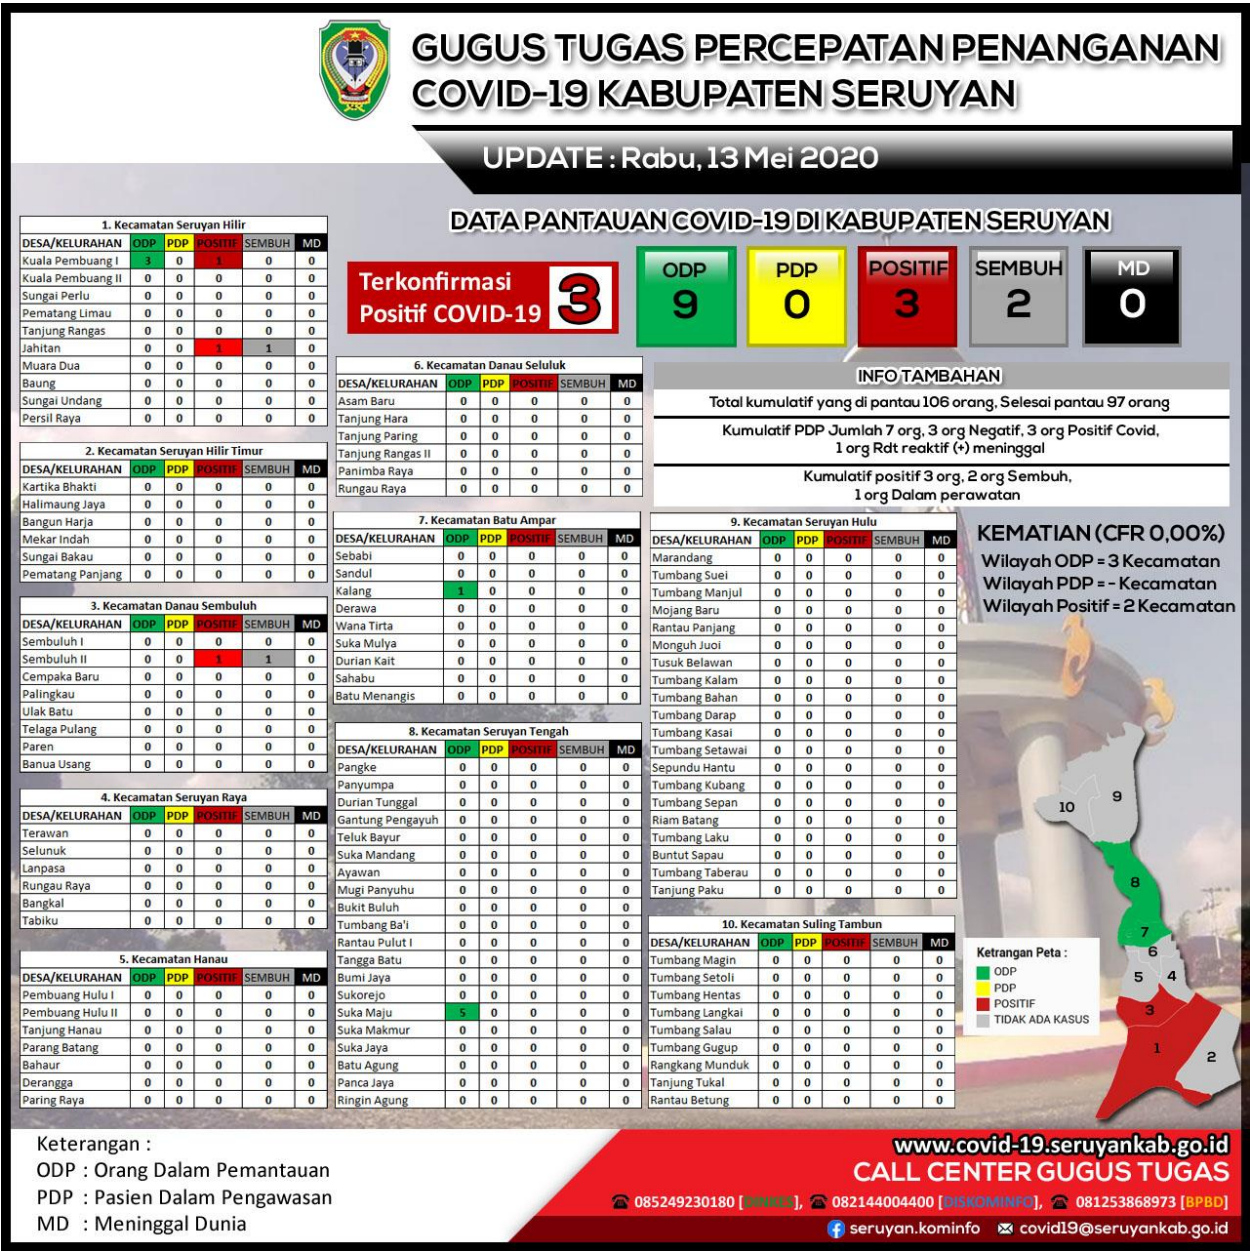 GUGUS TUGAS PERCEPATAN PENANGANAN
COVID-19 KABUPATEN SERUYAN
UPDATE : Rabu, 13 Mei 2020
DATA PANTAUAN COVID-19 DI KABUPATEN SERUYAN
Terkonfirmasi
Positif COVID-19 3
ODP 9
PDP 0
POSITIF 3
SEMBUH 2
MD 0
INFO TAMBAHAN
Total kumulatif yang di pantau 106 orang, Selesai pantau 97 orang
Kumulatif PDP Jumlah 7 org, 3 org Negatif, 3 org Positif Covid,
1 org Rdt reaktif (+) meninggal
Kumulatif positif 3 org, 2 org Sembuh,
1 org Dalam perawatan
1. Kecamatan Seruyan Hilir
DESA/KELURAHAN ODP PDP POSITIF SEMBUH MD
Kuala Pembuang I 3 0 1 0 0
Kuala Pembuang II 0 0 0 0 0
Sungai Perlu 0 0 0 0 0
Pematang Limau 0 0 0 0 0
Tanjung Rangas 0 0 0 0 0
Jahitan 0 0 1 1 0
Muara Dua 0 0 0 0 0
Baung 0 0 0 0 0
Sungai Undang 0 0 0 0 0
Persil Raya 0 0 0 0 0
2. Kecamatan Seruyan Hilir Timur
DESA/KELURAHAN ODP PDP POSITIF SEMBUH MD
Kartika Bhakti 0 0 0 0 0
Halimaung Jaya 0 0 0 0 0
Bangun Harja 0 0 0 0 0
Mekar Indah 0 0 0 0 0
Sungai Bakau 0 0 0 0 0
Pematang Panjang 0 0 0 0 0
3. Kecamatan Danau Sembuluh
DESA/KELURAHAN ODP PDP POSITIF SEMBUH MD
Sembuluh I 0 0 0 0 0
Sembuluh II 0 0 1 1 0
Cempaka Baru 0 0 0 0 0
Palingkau 0 0 0 0 0
Ulak Batu 0 0 0 0 0
Telaga Pulang 0 0 0 0 0
Paren 0 0 0 0 0
Banua Usang 0 0 0 0 0
4. Kecamatan Seruyan Raya
DESA/KELURAHAN ODP PDP POSITIF SEMBUH MD
Terawan 0 0 0 0 0
Selunuk 0 0 0 0 0
Lanpasa 0 0 0 0 0
Rungau Raya 0 0 0 0 0
Bangkal 0 0 0 0 0
Tabiku 0 0 0 0 0
5. Kecamatan Hanau
DESA/KELURAHAN ODP PDP POSITIF SEMBUH MD
Pembuang Hulu I 0 0 0 0 0
Pembuang Hulu II 0 0 0 0 0
Tanjung Hanau 0 0 0 0 0
Parang Batang 0 0 0 0 0
Bahaur 0 0 0 0 0
Derangga 0 0 0 0 0
Paring Raya 0 0 0 0 0
6. Kecamatan Danau Seluluk
DESA/KELURAHAN ODP PDP POSITIF SEMBUH MD
Asam Baru 0 0 0 0 0
Tanjung Hara 0 0 0 0 0
Tanjung Paring 0 0 0 0 0
Tanjung Rangas II 0 0 0 0 0
Panimba Raya 0 0 0 0 0
Rungau Raya 0 0 0 0 0
7. Kecamatan Batu Ampar
DESA/KELURAHAN ODP PDP POSITIF SEMBUH MD
Sebabi 0 0 0 0 0
Sandul 0 0 0 0 0
Kalang 1 0 0 0 0
Derawa 0 0 0 0 0
Wana Tirta 0 0 0 0 0
Suka Mulya 0 0 0 0 0
Durian Kait 0 0 0 0 0
Sahabu 0 0 0 0 0
Batu Menangis 0 0 0 0 0
8. Kecamatan Seruyan Tengah
DESA/KELURAHAN ODP PDP POSITIF SEMBUH MD
Pangke 0 0 0 0 0
Panyumpa 0 0 0 0 0
Durian Tunggal 0 0 0 0 0
Gantung Pengayuh 0 0 0 0 0
Teluk Bayur 0 0 0 0 0
Suka Mandang 0 0 0 0 0
Ayawan 0 0 0 0 0
Mugi Panyuhu 0 0 0 0 0
Bukit Buluh 0 0 0 0 0
Tumbang Ba'i 0 0 0 0 0
Rantau Pulut I 0 0 0 0 0
Tangga Batu 0 0 0 0 0
Bumi Jaya 0 0 0 0 0
Sukorejo 0 0 0 0 0
Suka Maju 5 0 0 0 0
Suka Makmur 0 0 0 0 0
Suka Jaya 0 0 0 0 0
Batu Agung 0 0 0 0 0
Panca Jaya 0 0 0 0 0
Ringin Agung 0 0 0 0 0
9. Kecamatan Seruyan Hulu
DESA/KELURAHAN ODP PDP POSITIF SEMBUH MD
Marandang 0 0 0 0 0
Tumbang Suei 0 0 0 0 0
Tumbang Manjul 0 0 0 0 0
Mojang Baru 0 0 0 0 0
Rantau Panjang 0 0 0 0 0
Monguh Juoi 0 0 0 0 0
Tusuk Belawan 0 0 0 0 0
Tumbang Kalam 0 0 0 0 0
Tumbang Bahan 0 0 0 0 0
Tumbang Darap 0 0 0 0 0
Tumbang Kasai 0 0 0 0 0
Tumbang Setawai 0 0 0 0 0
Sepundu Hantu 0 0 0 0 0
Tumbang Kubang 0 0 0 0 0
Tumbang Sepan 0 0 0 0 0
Riam Batang 0 0 0 0 0
Tumbang Laku 0 0 0 0 0
Buntut Sapau 0 0 0 0 0
Tumbang Taberau 0 0 0 0 0
Tanjung Paku 0 0 0 0 0
10. Kecamatan Suling Tambun
DESA/KELURAHAN ODP PDP POSITIF SEMBUH MD
Tumbang Magin 0 0 0 0 0
Tumbang Setoli 0 0 0 0 0
Tumbang Hentas 0 0 0 0 0
Tumbang Langkai 0 0 0 0 0
Tumbang Salau 0 0 0 0 0
Tumbang Gugup 0 0 0 0 0
Rangkang Munduk 0 0 0 0 0
Tanjung Tukal 0 0 0 0 0
Rantau Betung 0 0 0 0 0
KEMATIAN (CFR 0,00%)
Wilayah ODP = 3 Kecamatan
Wilayah PDP = - Kecamatan
Wilayah Positif = 2 Kecamatan
9
10
8
7
6
5 4
3
1
2
Ketrangan Peta :
ODP
PDP
POSITIF
TIDAK ADA KASUS
Keterangan :
ODP : Orang Dalam Pemantauan
PDP : Pasien Dalam Pengawasan
MD : Meninggal Dunia
www.covid-19.seruyankab.go.id
CALL CENTER GUGUS TUGAS
085249230180 [DINKES], 082144004400 [DISKOMINFO], 081253868973 [BPBD]
seruyan.kominfo covid19@seruyankab.go.id